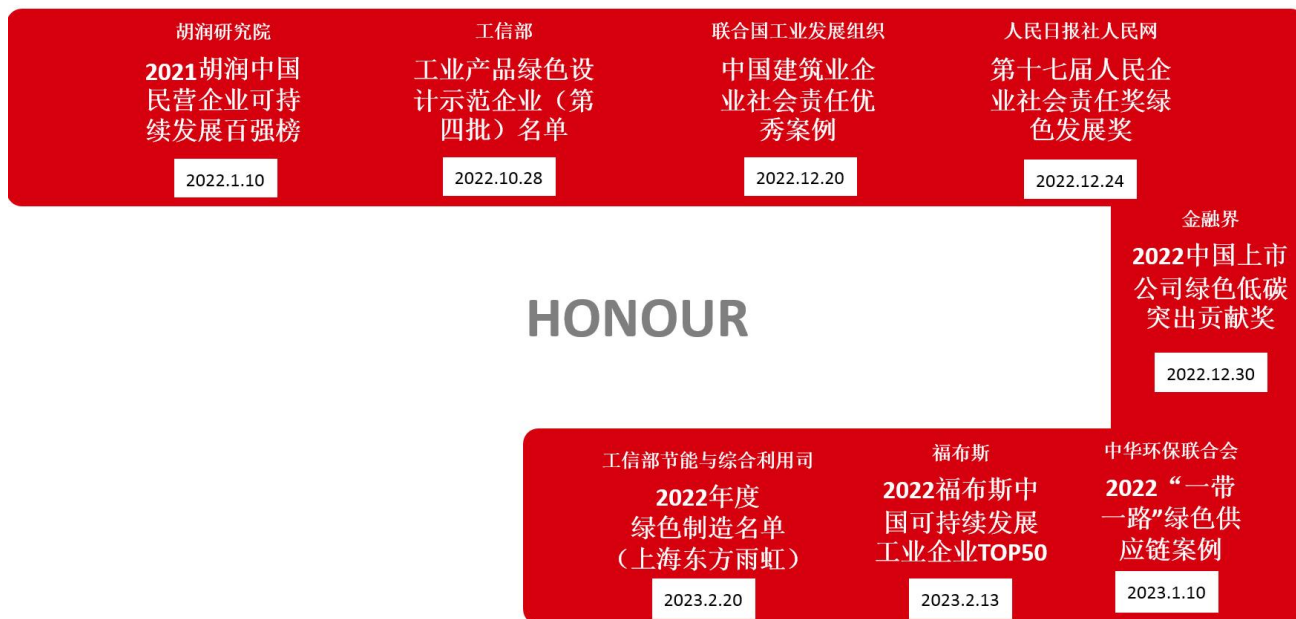 胡润研究院
2021胡润中国
民营企业可持
续发展百强榜
2022.1.10
工信部
工业产品绿色设
计示范企业（第
四批）名单
2022.10.28
联合国工业发展组织
中国建筑业企
业社会责任优
秀案例
2022.12.20
人民日报社人民网
第十七届人民企
业社会责任奖绿
色发展奖
2022.12.24
金融界
2022中国上市
公司绿色低碳
突出贡献奖
2022.12.30
HONOUR
中华环保联合会
2022“一带
一路”绿色供
应链案例
2023.1.10
福布斯
2022福布斯中
国可持续发展
工业企业TOP50
2023.2.13
工信部节能与综合利用司
2022年度
绿色制造名单
（上海东方雨虹）
2023.2.20